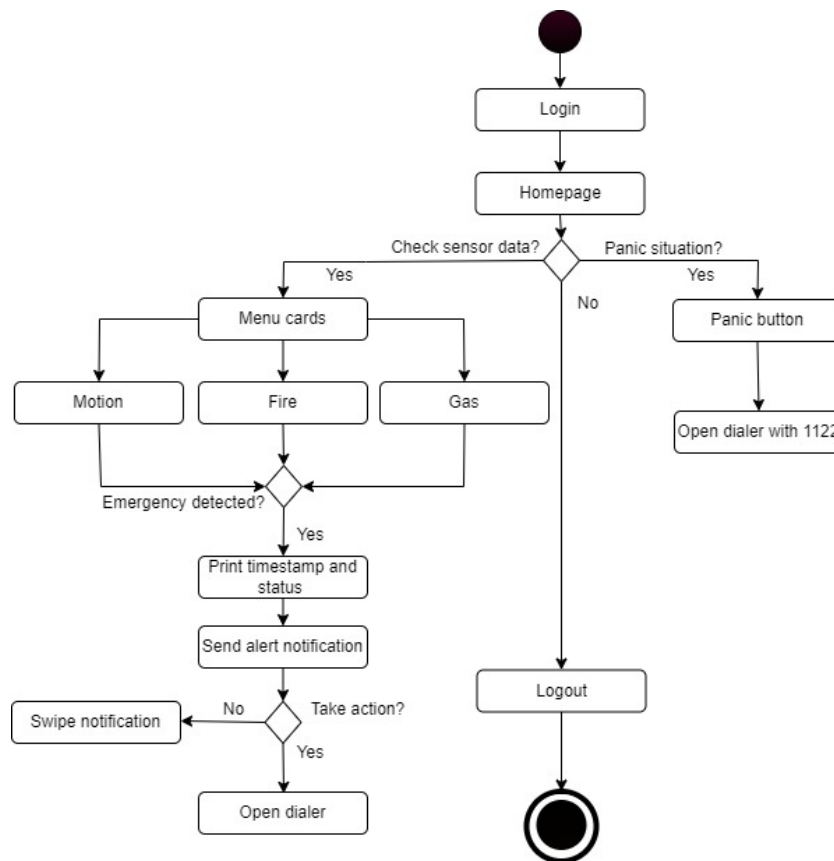 Login
Homepage
Check sensor data?
Panic situation?
Yes
Yes
No
Menu cards
Panic button
Motion
Fire
Gas
Open dialer with 1122
Emergency detected?
Yes
Print timestamp and
status
Send alert notification
No
Take action?
Swipe notification
Yes
Logout
Open dialer